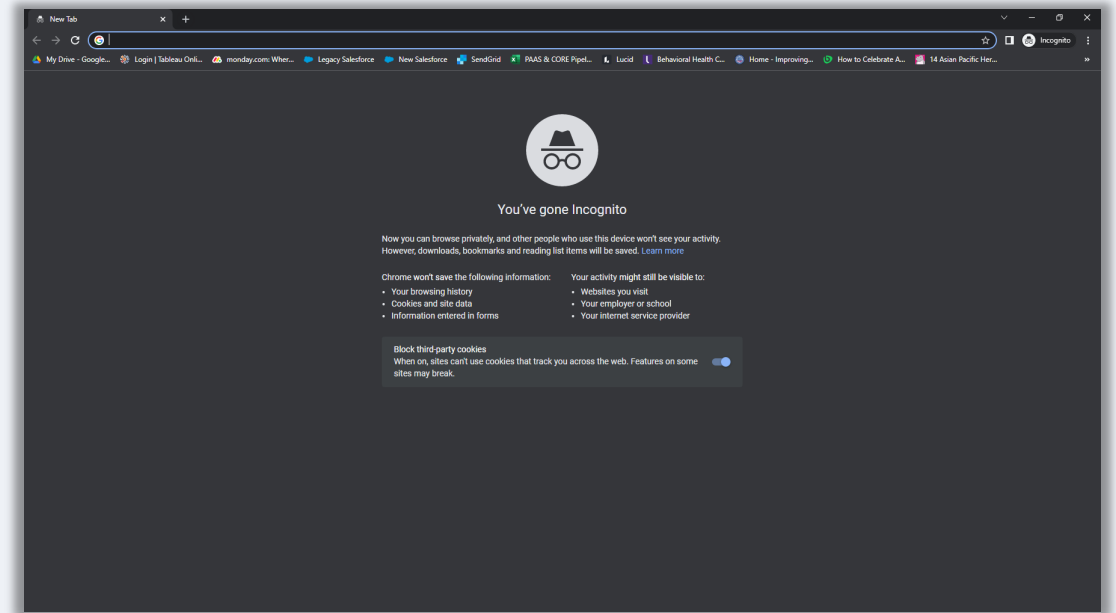 New Tab
Incognito
My Drive - Google...
Login | Tableau Onli...
monday.com: Wher...
Legacy Salesforce
New Salesforce
SendGrid
PAAS & CORE Pipel...
Lucid
Behavioral Health C...
Home - Improving...
How to Celebrate A...
14 Asian Pacific Her...
You've gone Incognito
Now you can browse privately, and other people who use this device won't see your activity.
However, downloads, bookmarks and reading list items will be saved. Learn more
Chrome won't save the following information:
• Your browsing history
• Cookies and site data
• Information entered in forms
Your activity might still be visible to:
• Websites you visit
• Your employer or school
• Your internet service provider
Block third-party cookies
When on, sites can't use cookies that track you across the web. Features on some
sites may break.